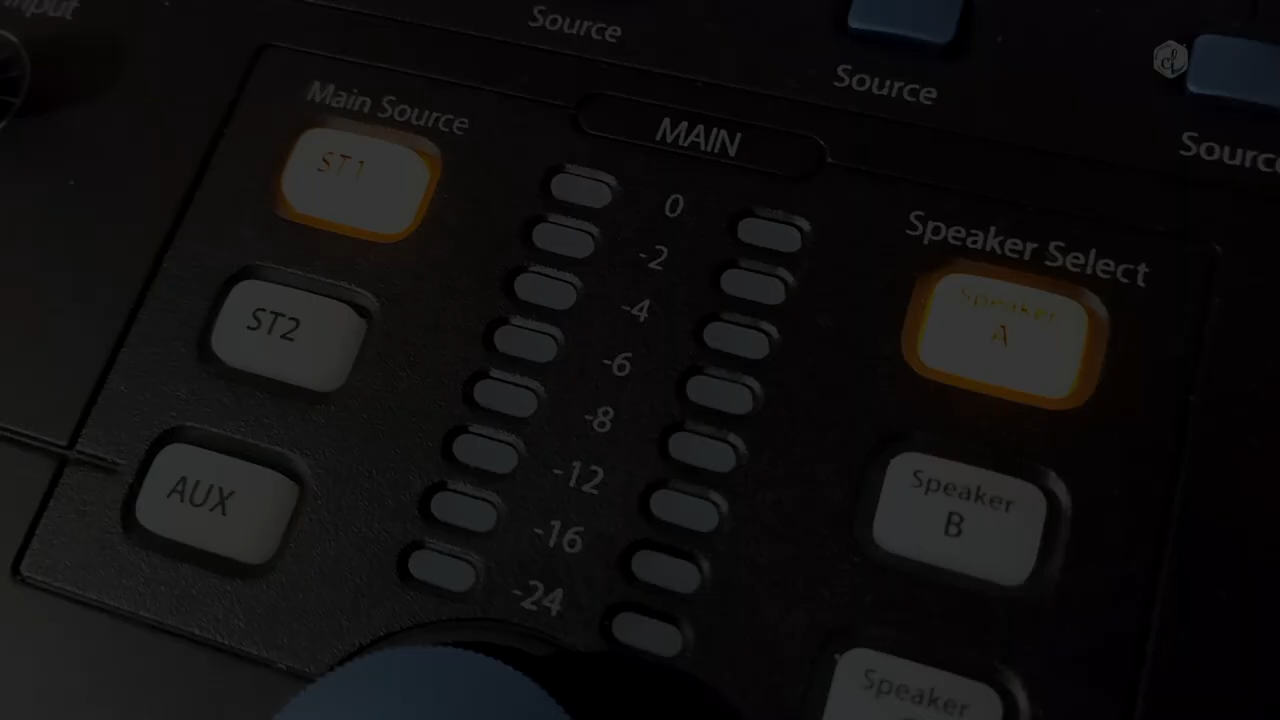 Input
Source
Source
Source
Main Source
MAIN
ST1
0
-2
Speaker Select
-4
Speaker
A
ST2
-6
-8
-12
AUX
Speaker
B
-16
-24
Speaker